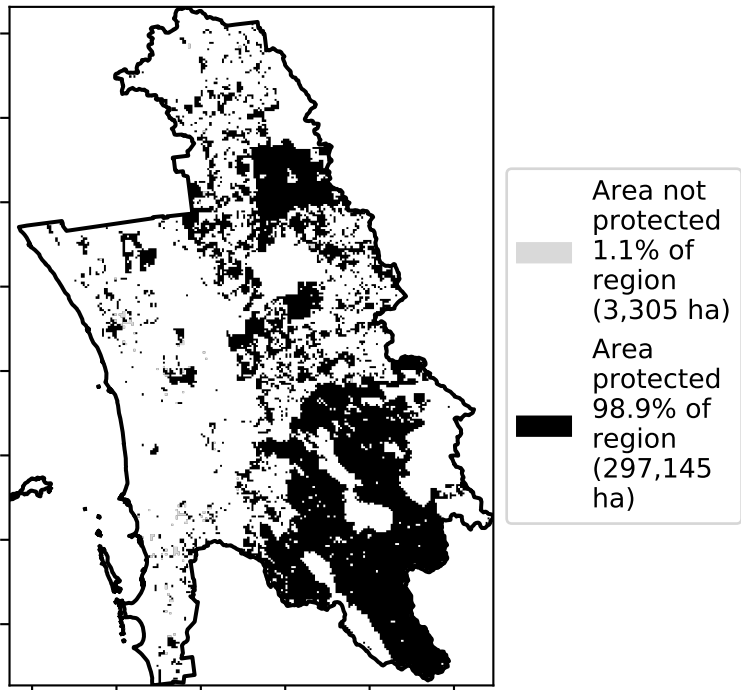 Area not
protected
1.1% of
region
(3,305 ha)
Area
protected
98.9% of
region
(297,145
ha)